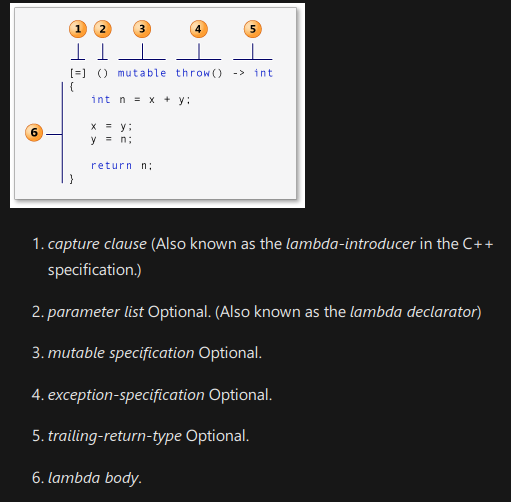 1 2 3 4 5
[=] () mutable throw() -> int
{
int n = x + y;
x = y;
y = n;
6
return n;
}
1. capture clause (Also known as the lambda-introducer in the C++
specification.)
2. parameter list Optional. (Also known as the lambda declarator)
3. mutable specification Optional.
4. exception-specification Optional.
5. trailing-return-type Optional.
6. lambda body.